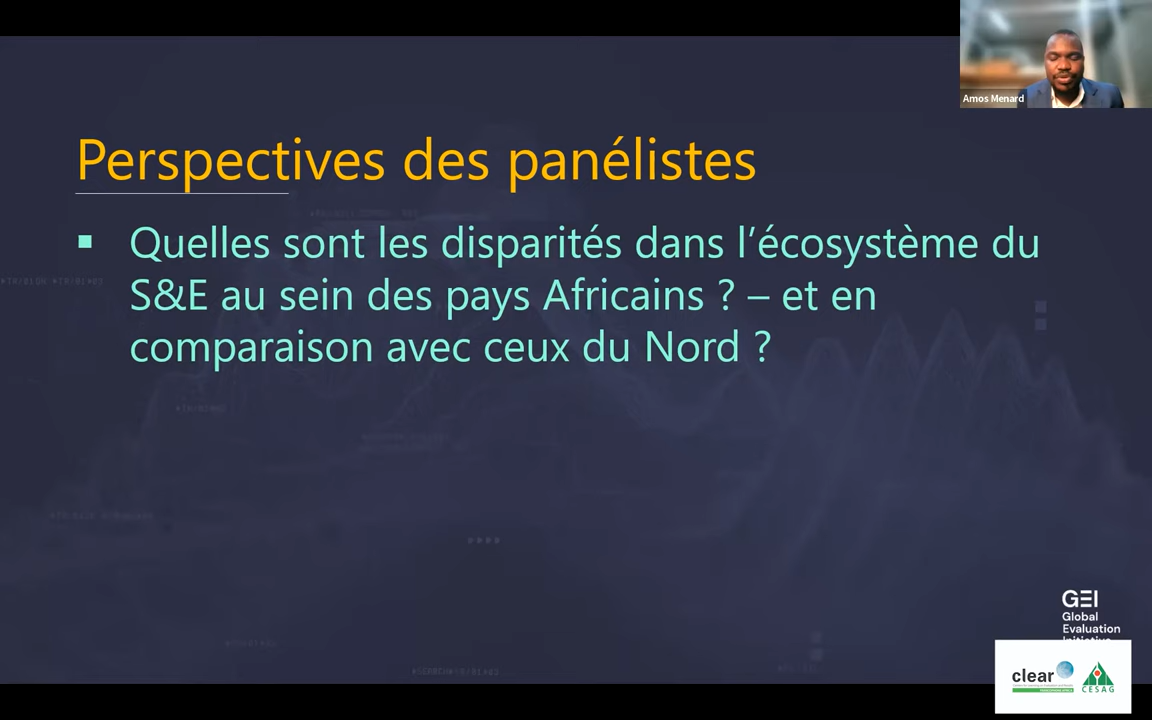 Amos Menard
Perspectives des panélistes
Quelles sont les disparités dans l’écosystème du
S&E au sein des pays Africains ? – et en
comparaison avec ceux du Nord ?
GEI
Global
Evaluation
Initiative
clear
CESAG